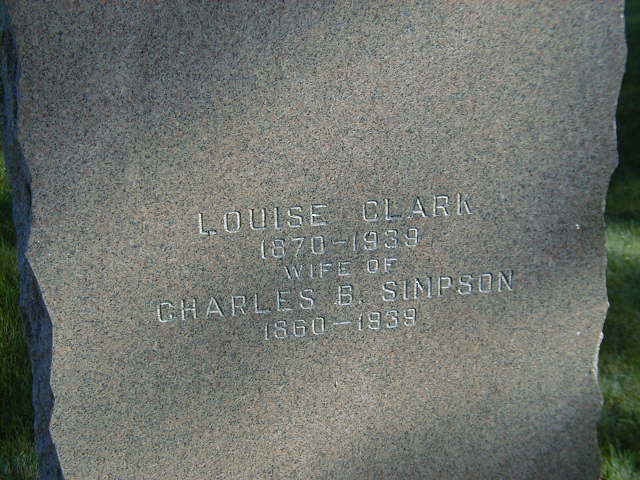 LOUISE CLARK
1870-1939
WIFE OF
CHARLES B. SIMPSON
1860-1939